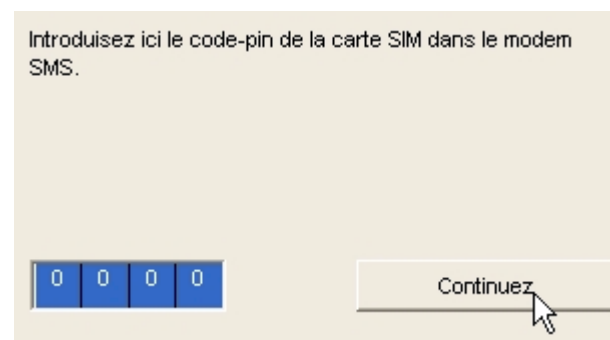 Introduisez ici le code-pin de la carte SIM dans le modem
SMS.
0 0 0 0
Continuez